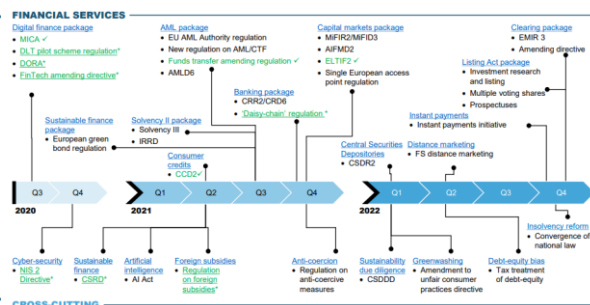 FINANCIAL SERVICES
Digital finance package
• MICA ✓
• DLT pilot scheme regulation*
• DORA*
• FinTech amending directive*
AML package
• EU AML Authority regulation
• New regulation on AML/CTF
• Funds transfer amending regulation ✓
• AMLD6
Capital markets package
• MiFIR2/MiFID3
• AIFMD2
• ELTIF2 ✓
• Single European access
point regulation
Clearing package
• EMIR 3
• Amending directive
Listing Act package
• Investment research
and listing
• Multiple voting shares
• Prospectuses
Banking package
• CRR2/CRD6
• 'Daisy-chain' regulation *
Sustainable finance
package
• European green
bond regulation
Solvency II package
• Solvency III
• IRRD
Instant payments
• Instant payments initiative
Consumer
credits
• CCD2✓
Central Securities
Depositories
• CSDR2
Distance marketing
• FS distance marketing
Q3 Q4 Q1 Q2 Q3 Q4 Q1 Q2 Q3 Q4
2020 2021 2022
Insolvency reform
• Convergence of
national law
Cyber-security
• NIS 2
Directive*
Sustainable
finance
• CSRD*
Artificial
intelligence
• AI Act
Foreign subsidies
• Regulation
on foreign
subsidies*
Anti-coercion
• Regulation on
anti-coercive
measures
Sustainability
due diligence
• CSDDD
Greenwashing
• Amendment to
unfair consumer
practices directive
Debt-equity bias
• Tax treatment
of debt-equity
CROSS CUTTING